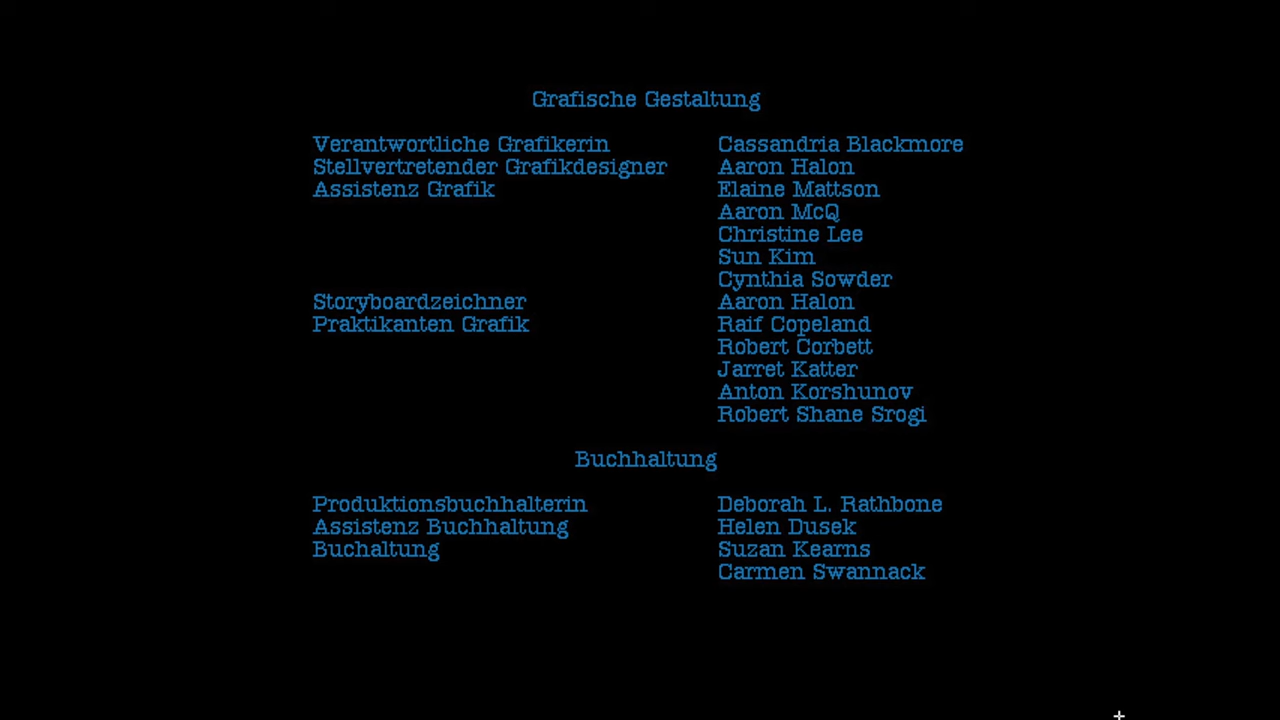 Grafische Gestaltung
Verantwortliche Grafikerin Cassandria Blackmore
Stellvertretender Grafikdesigner Aaron Halon
Assistenz Grafik Elaine Mattson
Aaron McQ
Christine Lee
Sun Kim
Cynthia Sowder
Storyboardzeichner Aaron Halon
Praktikanten Grafik Raif Copeland
Robert Corbett
Jarret Katter
Anton Korshunov
Robert Shane Srogi
Buchhaltung
Produktionsbuchhalterin Deborah L. Rathbone
Assistenz Buchhaltung Helen Dusek
Buchaltung Suzan Kearns
Carmen Swannack